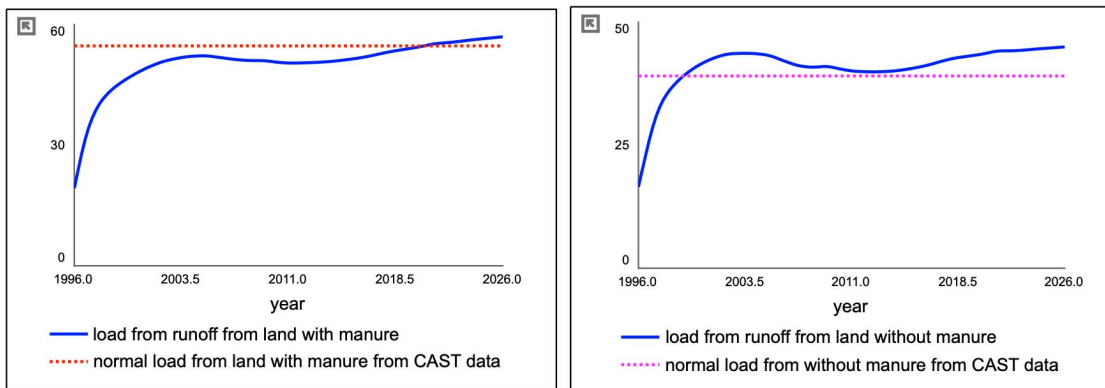 60
30
0
1996.0 2003.5 2011.0 2018.5 2026.0
year
load from runoff from land with manure
normal load from land with manure from CAST data
50
25
0
1996.0 2003.5 2011.0 2018.5 2026.0
year
load from runoff from land without manure
normal load from without manure from CAST data